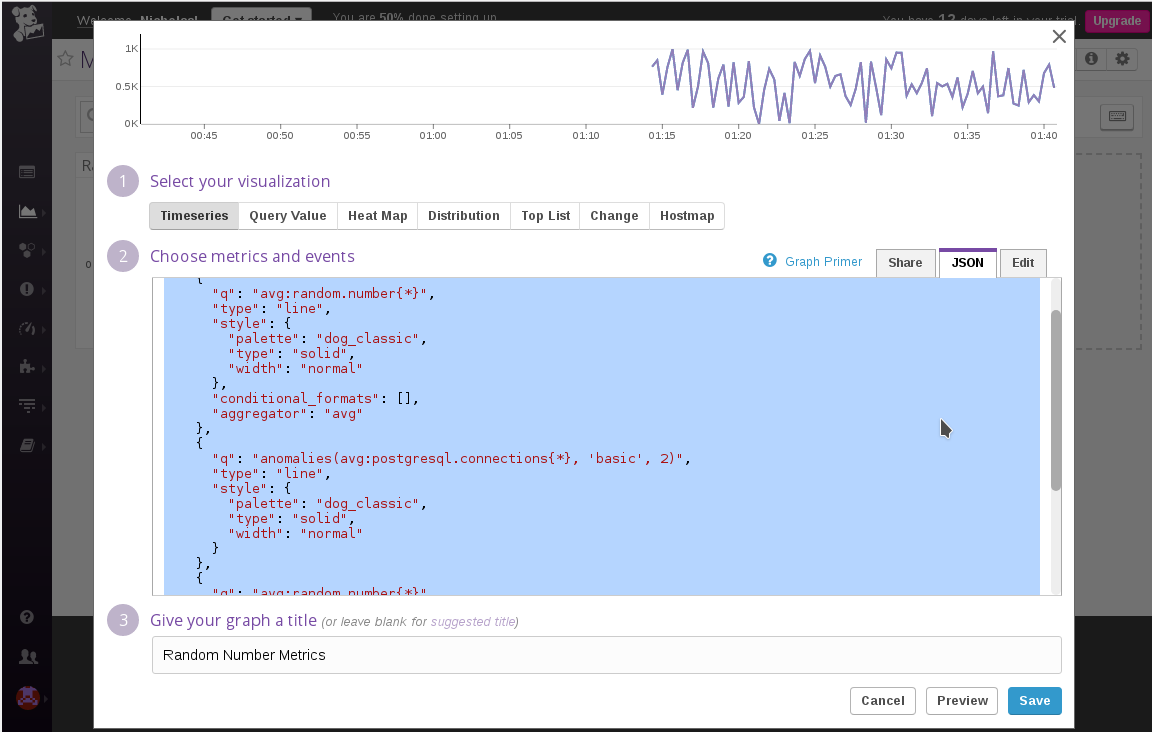 Welcome, Nicholas!
Get started
You are 50% done setting up
You have 12 days left in your trial.
Upgrade
M
1K
0.5K
0K
00:45 00:50 00:55 01:00 01:05 01:10 01:15 01:20 01:25 01:30 01:35 01:40
R
0
1 Select your visualization
Timeseries Query Value Heat Map Distribution Top List Change Hostmap
2 Choose metrics and events
? Graph Primer Share JSON Edit
{
"q": "avg:random.number{*}",
"type": "line",
"style": {
"palette": "dog_classic",
"type": "solid",
"width": "normal"
},
"conditional_formats": [],
"aggregator": "avg"
},
{
"q": "anomalies(avg:postgresql.connections{*}, 'basic', 2)",
"type": "line",
"style": {
"palette": "dog_classic",
"type": "solid",
"width": "normal"
}
},
{
"q": "avg:random.number{*}"
3 Give your graph a title (or leave blank for suggested title)
Random Number Metrics
Cancel Preview Save